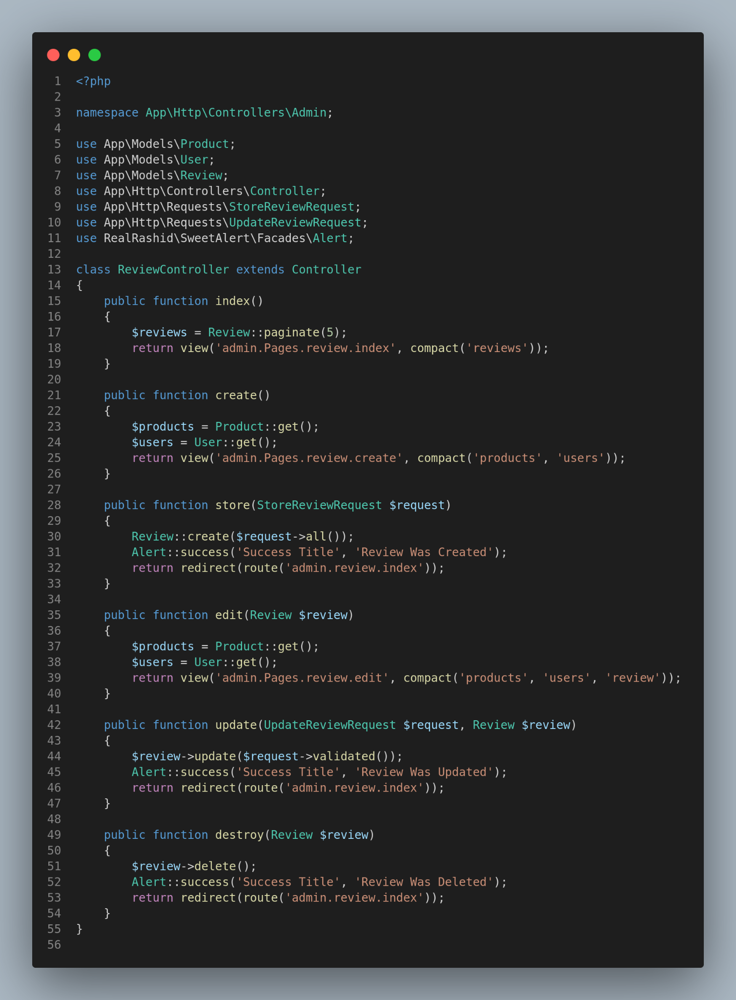 1 <?php
2
3 namespace App\Http\Controllers\Admin;
4
5 use App\Models\Product;
6 use App\Models\User;
7 use App\Models\Review;
8 use App\Http\Controllers\Controller;
9 use App\Http\Requests\StoreReviewRequest;
10 use App\Http\Requests\UpdateReviewRequest;
11 use RealRashid\SweetAlert\Facades\Alert;
12
13 class ReviewController extends Controller
14 {
15     public function index()
16     {
17         $reviews = Review::paginate(5);
18         return view('admin.Pages.review.index', compact('reviews'));
19     }
20
21     public function create()
22     {
23         $products = Product::get();
24         $users = User::get();
25         return view('admin.Pages.review.create', compact('products', 'users'));
26     }
27
28     public function store(StoreReviewRequest $request)
29     {
30         Review::create($request->all());
31         Alert::success('Success Title', 'Review Was Created');
32         return redirect(route('admin.review.index'));
33     }
34
35     public function edit(Review $review)
36     {
37         $products = Product::get();
38         $users = User::get();
39         return view('admin.Pages.review.edit', compact('products', 'users', 'review'));
40     }
41
42     public function update(UpdateReviewRequest $request, Review $review)
43     {
44         $review->update($request->validated());
45         Alert::success('Success Title', 'Review Was Updated');
46         return redirect(route('admin.review.index'));
47     }
48
49     public function destroy(Review $review)
50     {
51         $review->delete();
52         Alert::success('Success Title', 'Review Was Deleted');
53         return redirect(route('admin.review.index'));
54     }
55 }
56